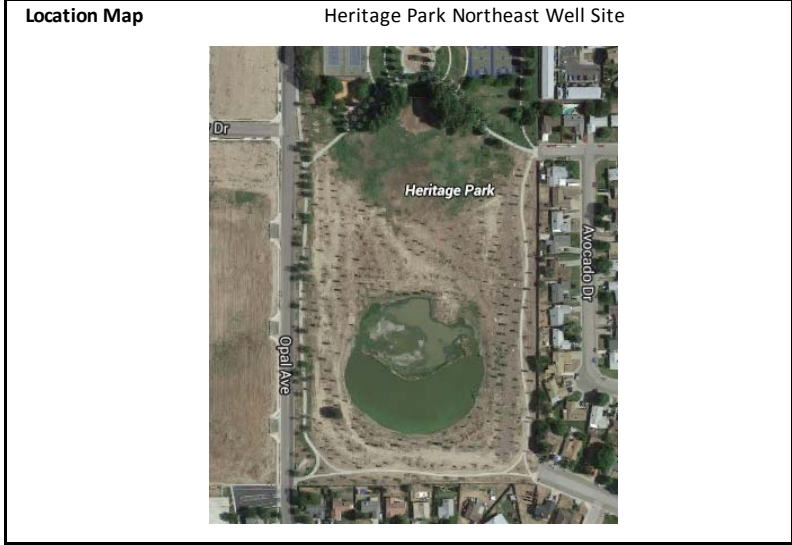 Location Map
Heritage Park Northeast Well Site
Dr
Heritage Park
Avocado Dr
Opal Ave